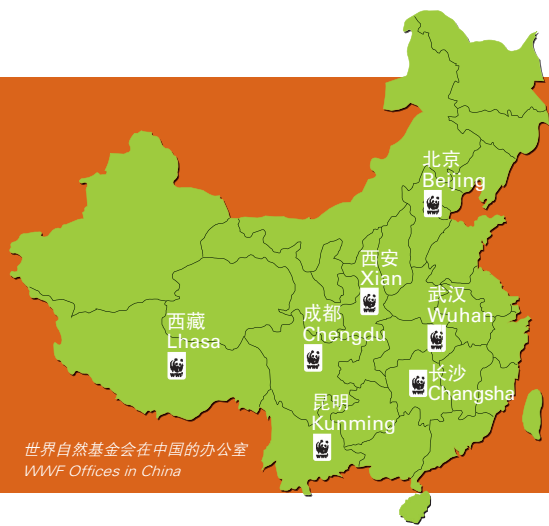 北京
Beijing
西安
Xian
武汉
Wuhan
西藏
Lhasa
成都
Chengdu
长沙
Changsha
昆明
Kunming
世界自然基金会在中国的办公室
WWF Offices in China